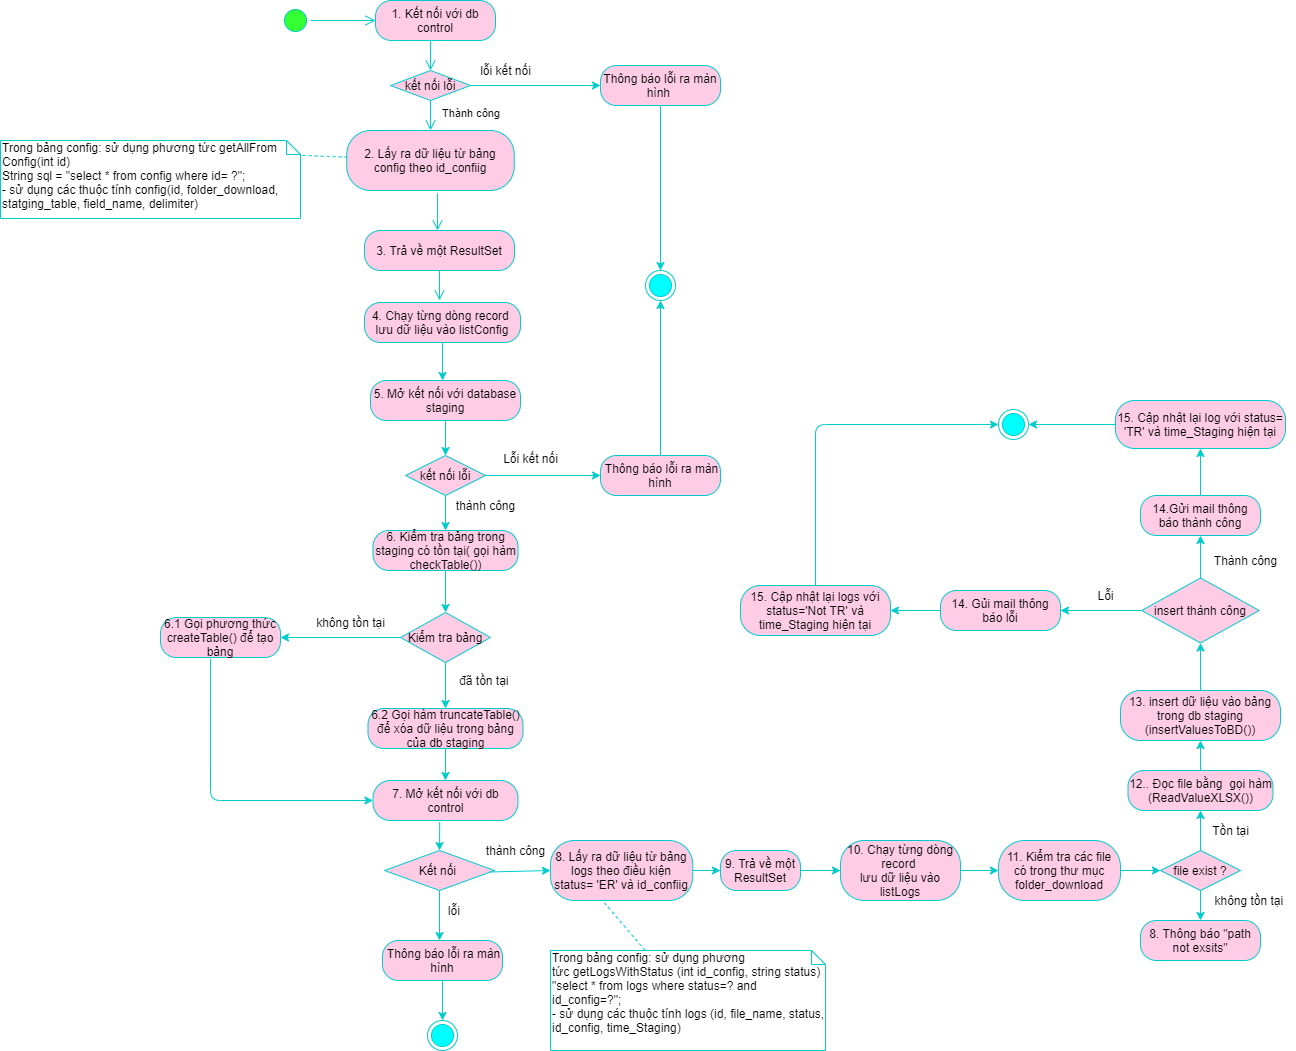 1. Kết nối với db
control
kết nối lỗi
lỗi kết nối
Thông báo lỗi ra màn
hình
Thành công
Trong bảng config: sử dụng phương tức getAllFrom
Config(int id)
String sql = "select * from config where id= ?";
- sử dụng các thuộc tính config(id, folder_download,
statging_table, field_name, delimiter)
2. Lấy ra dữ liệu từ bảng
config theo id_confiig
3. Trả về một ResultSet
4. Chạy từng dòng record
lưu dữ liệu vào listConfig
5. Mở kết nối với database
staging
kết nối lỗi
Lỗi kết nối
Thông báo lỗi ra màn
hình
thành công
6. Kiểm tra bảng trong
staging có tồn tại( gọi hàm
checkTable())
Kiểm tra bảng
không tồn tại
6.1 Gọi phương thức
createTable() để tạo
bảng
đã tồn tại
6.2 Gọi hàm truncateTable()
để xóa dữ liệu trong bảng
của db staging
7. Mở kết nối với db
control
Kết nối
thành công
lỗi
Thông báo lỗi ra màn
hình
8. Lấy ra dữ liệu từ bảng
logs theo điều kiện
status= 'ER' và id_confiig
Trong bảng config: sử dụng phương
tức getLogsWithStatus (int id_config, string status)
"select * from logs where status=? and
id_config=?";
- sử dụng các thuộc tính logs (id, file_name, status,
id_config, time_Staging)
9. Trả về một
ResultSet
10. Chạy từng dòng
record
lưu dữ liệu vào
listLogs
11. Kiểm tra các file
có trong thư mục
folder_download
file exist ?
không tồn tại
8. Thông báo "path
not exsits"
Tồn tại
12.. Đọc file bằng  gọi hàm
(ReadValueXLSX())
13. insert dữ liệu vào bảng
trong db staging
(insertValuesToBD())
insert thành công
Lỗi
14. Gủi mail thông
báo lỗi
15. Cập nhật lại logs với
status='Not TR' và
time_Staging hiện tại
Thành công
14.Gửi mail thông
báo thành công
15. Cập nhật lại log với status=
'TR' và time_Staging hiện tại